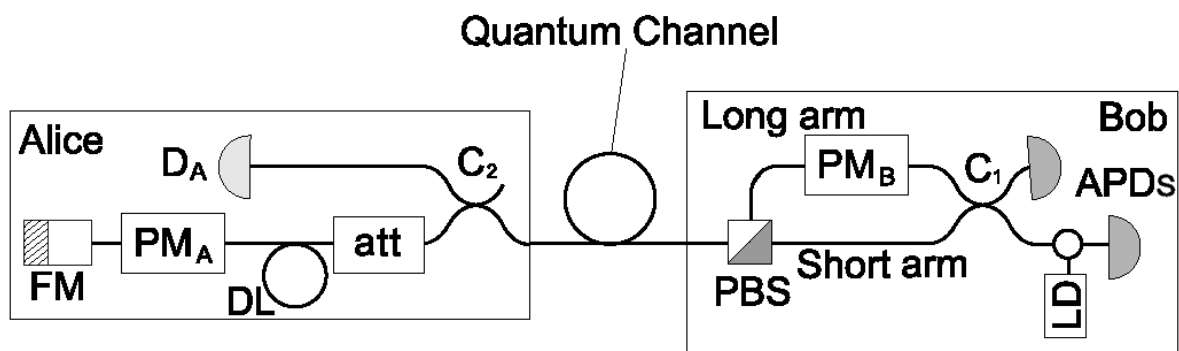 Quantum Channel
Alice
D_A
C_2
FM
PM_A
DL
att
Long arm
Bob
PM_B
C_1
APDs
PBS
Short arm
LD